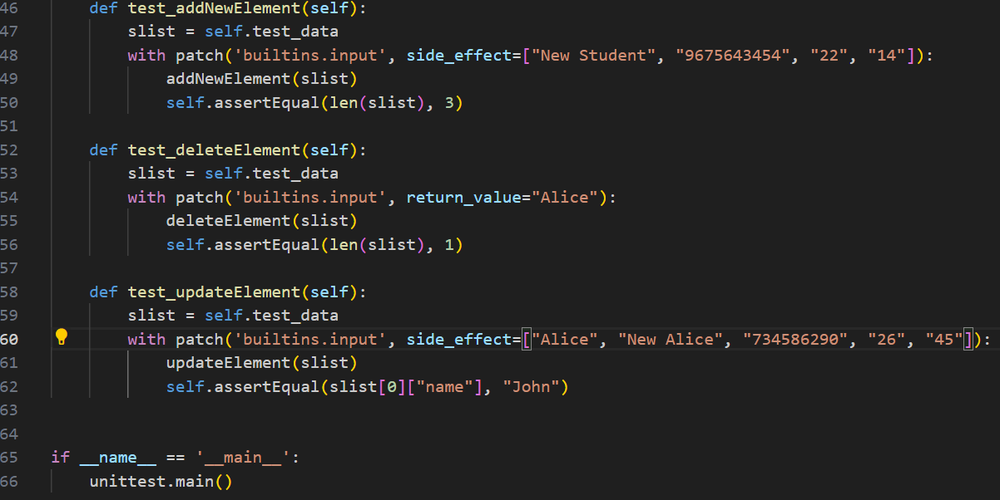 46 def test_addNewElement(self):
47 slist = self.test_data
48 with patch('builtins.input', side_effect=["New Student", "9675643454", "22", "14"]):
49 addNewElement(slist)
50 self.assertEqual(len(slist), 3)
51
52 def test_deleteElement(self):
53 slist = self.test_data
54 with patch('builtins.input', return_value="Alice"):
55 deleteElement(slist)
56 self.assertEqual(len(slist), 1)
57
58 def test_updateElement(self):
59 slist = self.test_data
60 with patch('builtins.input', side_effect=["Alice", "New Alice", "734586290", "26", "45"]):
61 updateElement(slist)
62 self.assertEqual(slist[0]["name"], "John")
63
64
65 if __name__ == '__main__':
66 unittest.main()